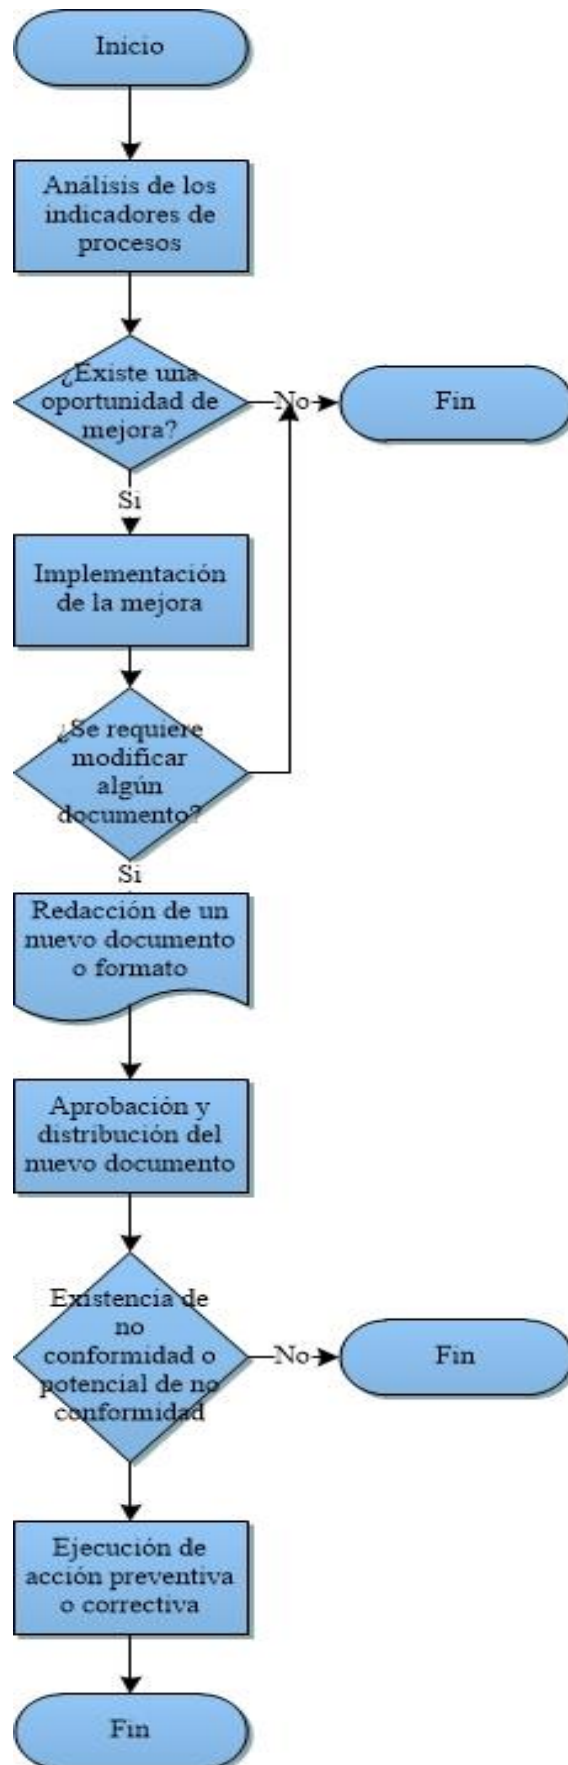 Inicio
Análisis de los
indicadores de
procesos
¿Existe una
oportunidad de
mejora?
No
Fin
Si
Implementación
de la mejora
¿Se requiere
modificar
algún
documento?
Si
Redacción de un
nuevo documento
o formato
Aprobación y
distribución del
nuevo documento
Existencia de
no
conformidad o
potencial de no
conformidad
No
Fin
Ejecución de
acción preventiva
o correctiva
Fin